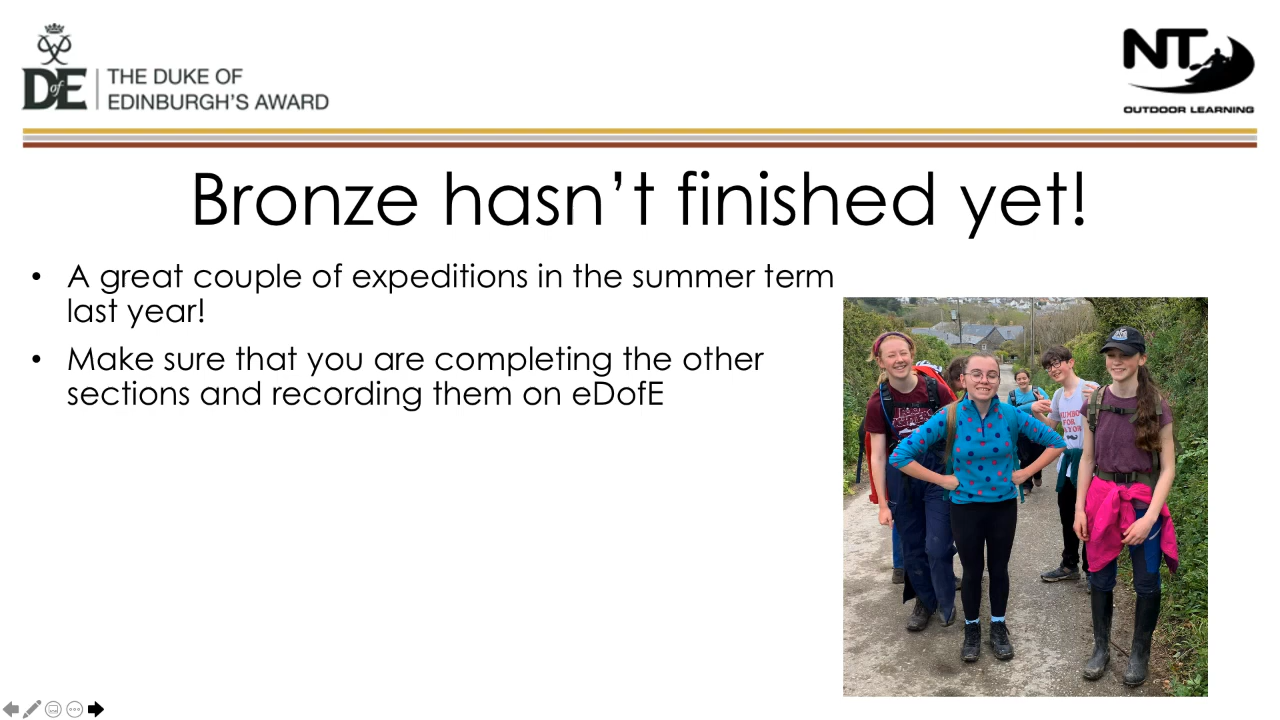 DofE
THE DUKE OF
EDINBURGH'S AWARD
NT
OUTDOOR LEARNING
Bronze hasn't finished yet!
• A great couple of expeditions in the summer term
last year!
• Make sure that you are completing the other
sections and recording them on eDofE